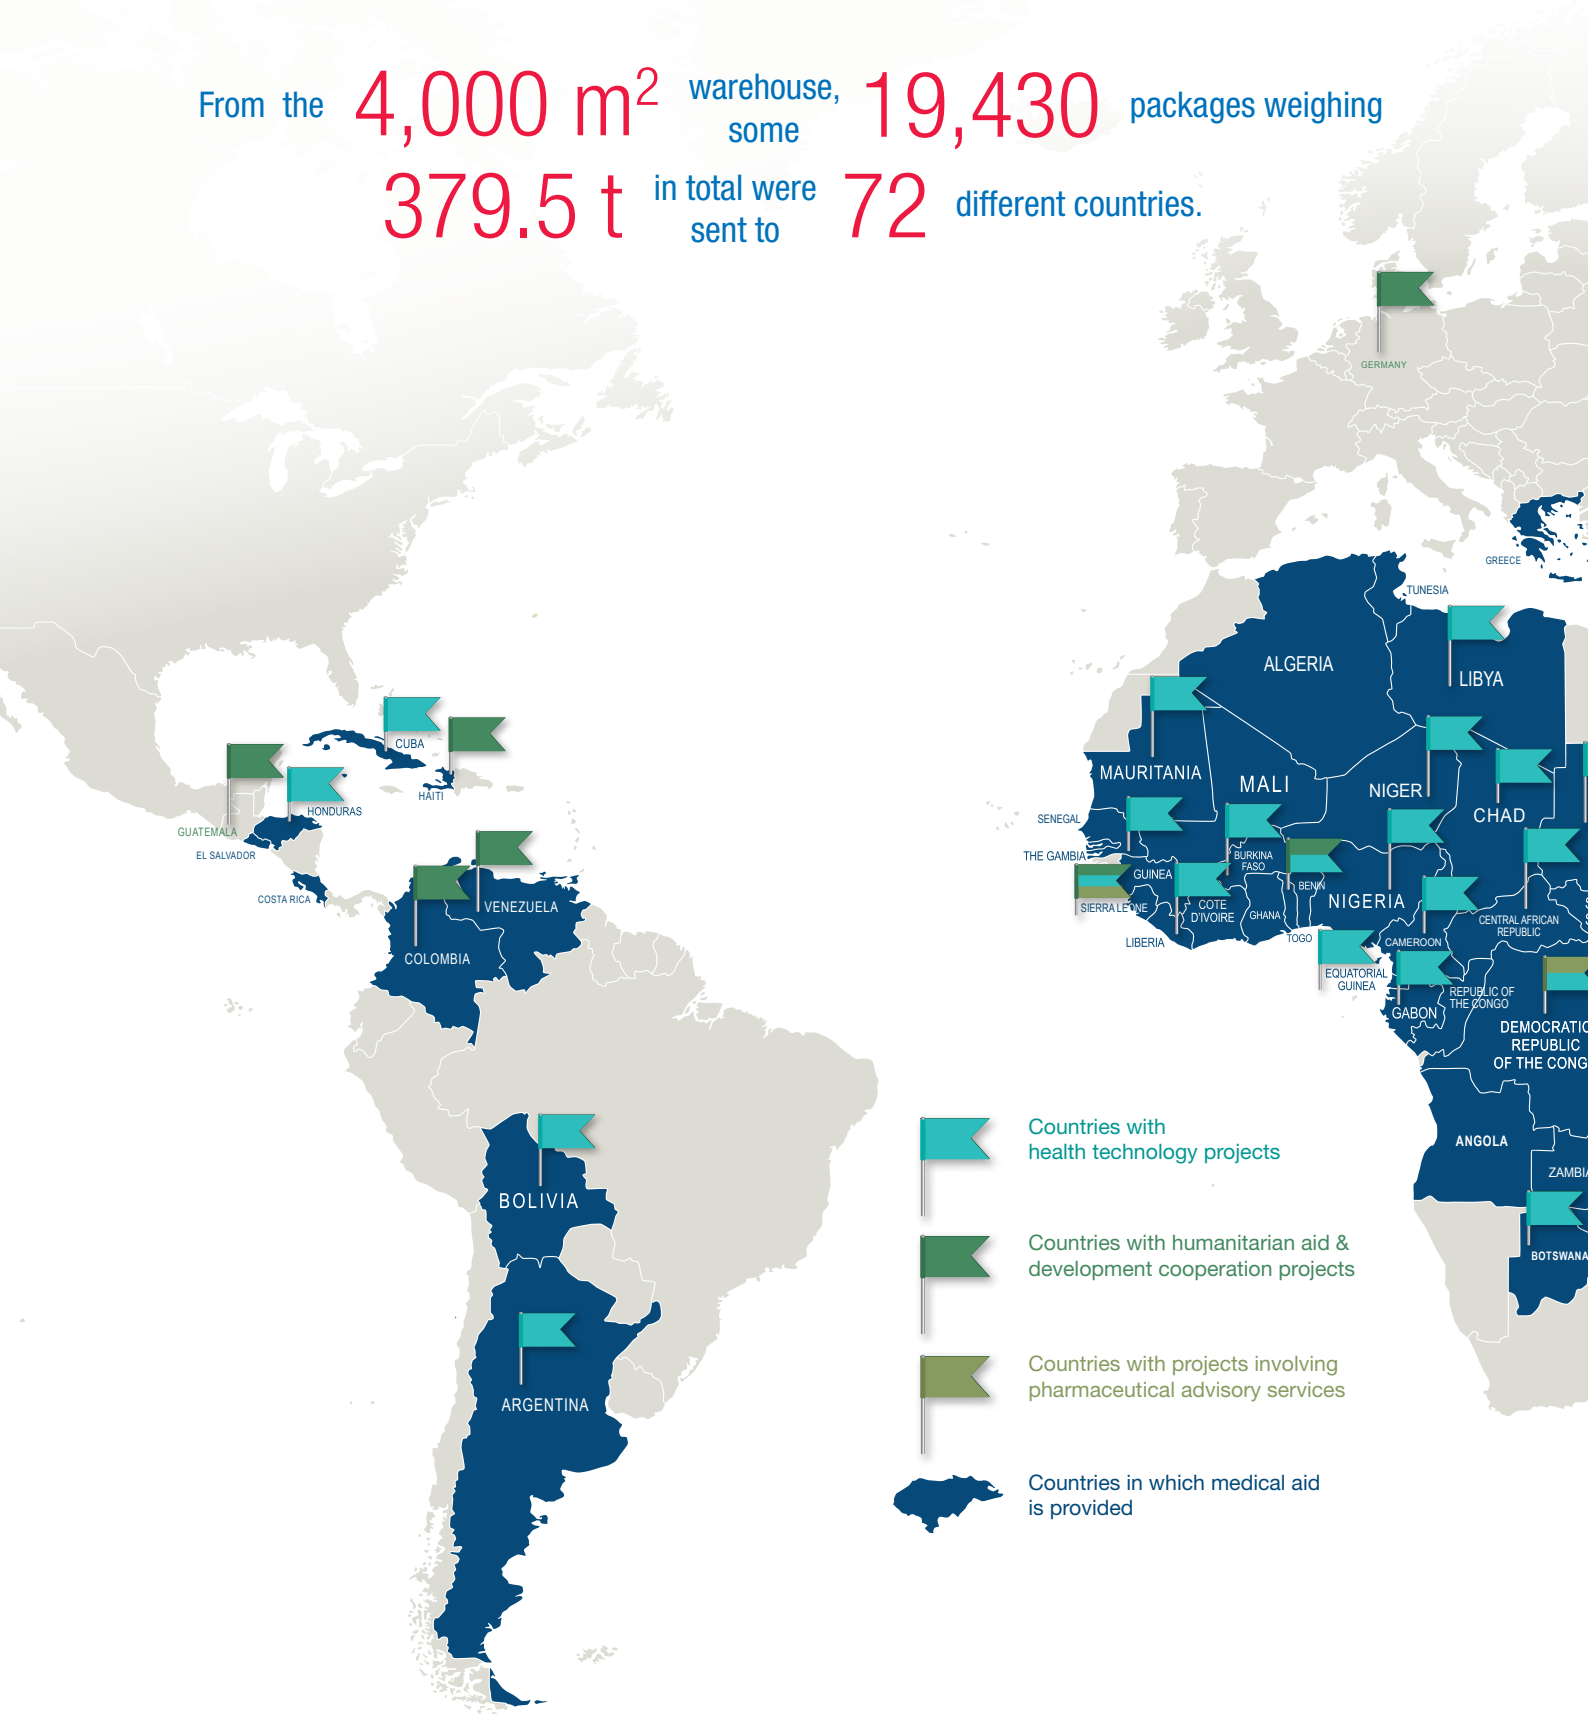 From the 4,000 m² warehouse, some 19,430 packages weighing
379.5 t in total were sent to 72 different countries.
GERMANY
GREECE
TUNESIA
ALGERIA
LIBYA
CUBA
HAITI
HONDURAS
GUATEMALA
EL SALVADOR
COSTA RICA
VENEZUELA
COLOMBIA
MAURITANIA
MALI
NIGER
CHAD
SENEGAL
THE GAMBIA
GUINEA
BURKINA
FASO
BENIN
SIERRA LEONE
COTE
D'IVOIRE
GHANA
NIGERIA
LIBERIA
TOGO
CAMEROON
CENTRAL AFRICAN
REPUBLIC
EQUATORIAL
GUINEA
GABON
REPUBLIC OF
THE CONGO
DEMOCRATIC
REPUBLIC
OF THE CONG
ANGOLA
ZAMBIA
BOTSWANA
BOLIVIA
ARGENTINA
Countries with
health technology projects
Countries with humanitarian aid &
development cooperation projects
Countries with projects involving
pharmaceutical advisory services
Countries in which medical aid
is provided